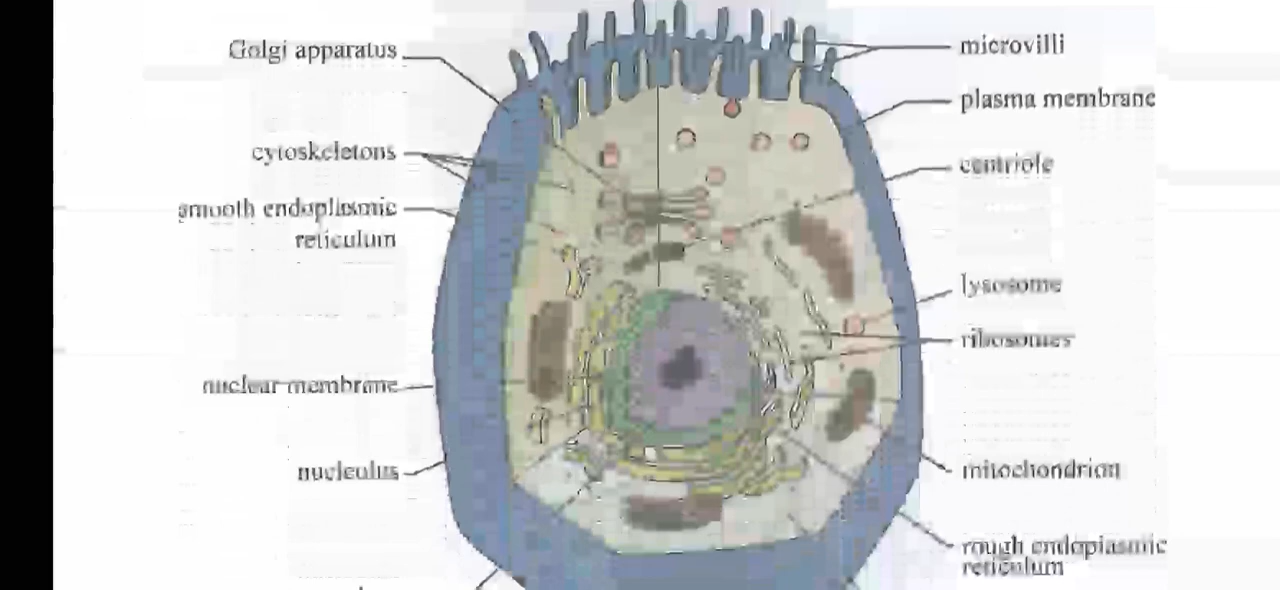 Golgi apparatus
cytoskeletons
smooth endoplasmic
reticulum
nuclear membrane
nucleolus
microvilli
plasma membrane
centriole
lysosome
ribosomes
mitochondrion
rough endoplasmic
reticulum